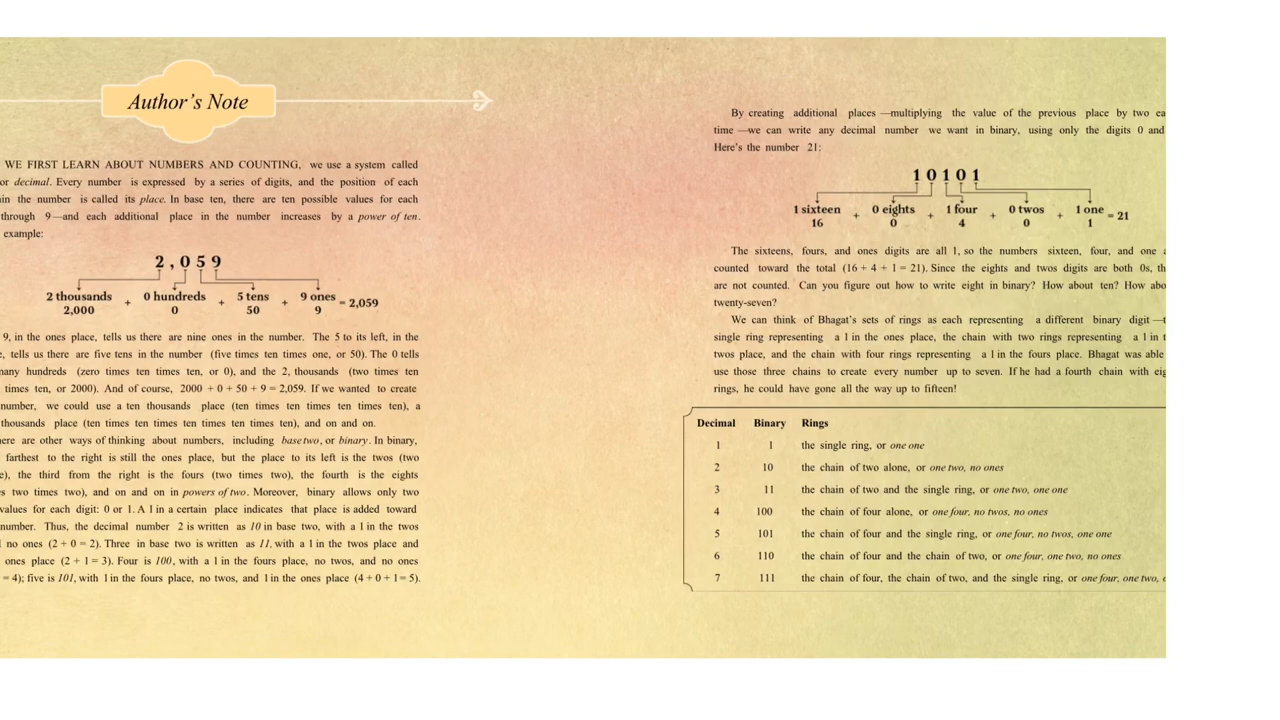 Author's Note
WE FIRST LEARN ABOUT NUMBERS AND COUNTING, we use a system called
or decimal. Every number is expressed by a series of digits, and the position of each
in the number is called its place. In base ten, there are ten possible values for each
through 9—and each additional place in the number increases by a power of ten.
example:
2,059
2 thousands + 0 hundreds + 5 tens + 9 ones = 2,059
2,000 0 50 9
9, in the ones place, tells us there are nine ones in the number. The 5 to its left, in the
tells us there are five tens in the number (five times ten times one, or 50). The 0 tells
many hundreds (zero times ten times ten, or 0), and the 2, thousands (two times ten
times ten, or 2000). And of course, 2000 + 0 + 50 + 9 = 2,059. If we wanted to create
number, we could use a ten thousands place (ten times ten times ten times ten), a
thousands place (ten times ten times ten times ten times ten), and on and on.
here are other ways of thinking about numbers, including base two, or binary. In binary,
farthest to the right is still the ones place, but the place to its left is the twos (two
the third from the right is the fours (two times two), the fourth is the eights
two times two), and on and on in powers of two. Moreover, binary allows only two
values for each digit: 0 or 1. A 1 in a certain place indicates that place is added toward
number. Thus, the decimal number 2 is written as 10 in base two, with a 1 in the twos
no ones (2 + 0 = 2). Three in base two is written as 11, with a 1 in the twos place and
ones place (2 + 1 = 3). Four is 100, with a 1 in the fours place, no twos, and no ones
= 4); five is 101, with 1 in the fours place, no twos, and 1 in the ones place (4 + 0 + 1 = 5).
By creating additional places —multiplying the value of the previous place by two ea
time —we can write any decimal number we want in binary, using only the digits 0 and
Here's the number 21:
10101
1 sixteen + 0 eights + 1 four + 0 twos + 1 one = 21
16 0 4 0 1
The sixteens, fours, and ones digits are all 1, so the numbers sixteen, four, and one
counted toward the total (16 + 4 + 1 = 21). Since the eights and twos digits are both 0s, th
are not counted. Can you figure out how to write eight in binary? How about ten? How abo
twenty-seven?
We can think of Bhagat's sets of rings as each representing a different binary digit —
single ring representing a 1 in the ones place, the chain with two rings representing a 1 in t
twos place, and the chain with four rings representing a 1 in the fours place. Bhagat was able
use those three chains to create every number up to seven. If he had a fourth chain with eig
rings, he could have gone all the way up to fifteen!
Decimal Binary Rings
1 1 the single ring, or one one
2 10 the chain of two alone, or one two, no ones
3 11 the chain of two and the single ring, or one two, one one
4 100 the chain of four alone, or one four, no twos, no ones
5 101 the chain of four and the single ring, or one four, no twos, one one
6 110 the chain of four and the chain of two, or one four, one two, no ones
7 111 the chain of four, the chain of two, and the single ring, or one four, one two,